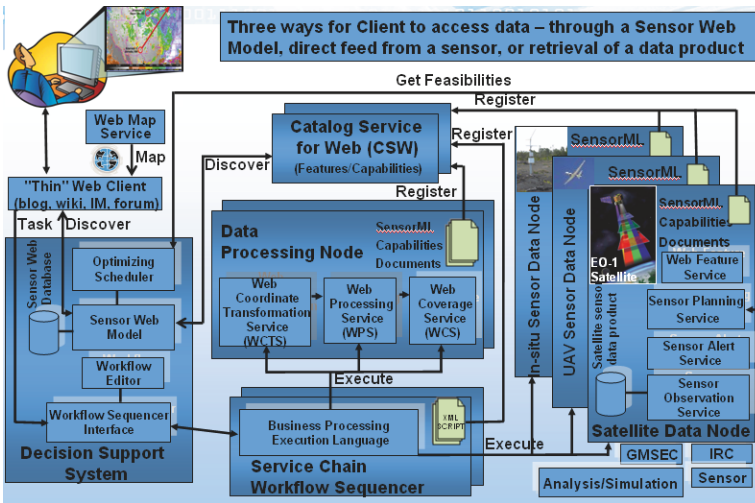 Three ways for Client to access data – through a Sensor Web
Model, direct feed from a sensor, or retrieval of a data product
Get Feasibilities
Register
Web Map
Service
Map
Catalog Service
for Web (CSW)
(Features/Capabilities)
Register
Discover
Register
"Thin" Web Client
(blog, wiki, IM, forum)
Task
Discover
Sensor Web
Database
Optimizing
Scheduler
Sensor Web
Model
Workflow
Editor
Workflow Sequencer
Interface
Decision Support
System
Data
Processing Node
SensorML
Capabilities
Documents
Web
Coordinate
Transformation
Service
(WCTS)
Web
Processing
Service
(WPS)
Web
Coverage
Service
(WCS)
Execute
Business Processing
Execution Language
XML
SCRIPT
Service Chain
Workflow Sequencer
Execute
SensorML
In-situ Sensor Data Node
SensorML
UAV Sensor Data Node
SensorML
Capabilities
Documents
EO-1
Satellite
Web Feature
Service
Sensor Planning
Service
Satellite sensor
data product
Sensor Alert
Service
Sensor
Observation
Service
Satellite Data Node
GMSEC
IRC
Analysis/Simulation
Sensor